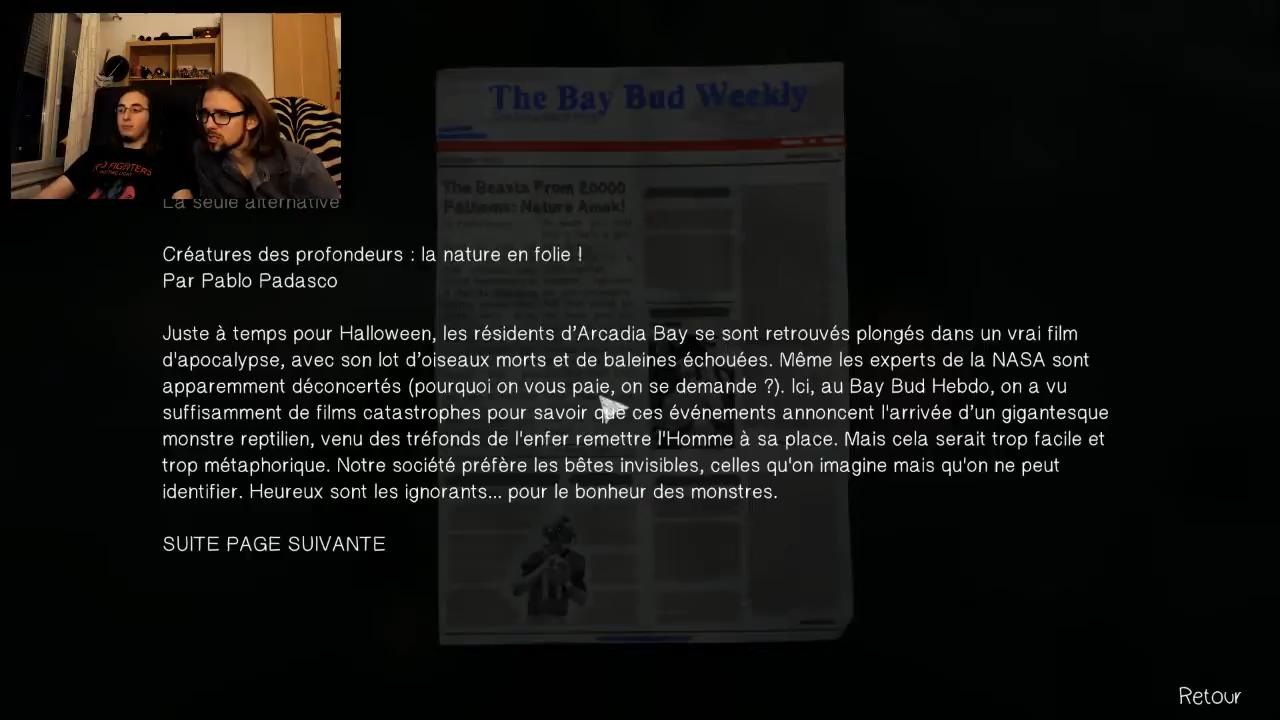 The Bay Bud Weekly
The Beasts From 20000
Fathoms: Nature Amok!
FIGHTERS
La seule alternative
Créatures des profondeurs : la nature en folie !
Par Pablo Padasco
Juste à temps pour Halloween, les résidents d’Arcadia Bay se sont retrouvés plongés dans un vrai film
d'apocalypse, avec son lot d’oiseaux morts et de baleines échouées. Même les experts de la NASA sont
apparemment déconcertés (pourquoi on vous paie, on se demande ?). Ici, au Bay Bud Hebdo, on a vu
suffisamment de films catastrophes pour savoir que ces événements annoncent l'arrivée d’un gigantesque
monstre reptilien, venu des tréfonds de l'enfer remettre l'Homme à sa place. Mais cela serait trop facile et
trop métaphorique. Notre société préfère les bêtes invisibles, celles qu'on imagine mais qu'on ne peut
identifier. Heureux sont les ignorants... pour le bonheur des monstres.
SUITE PAGE SUIVANTE
Retour